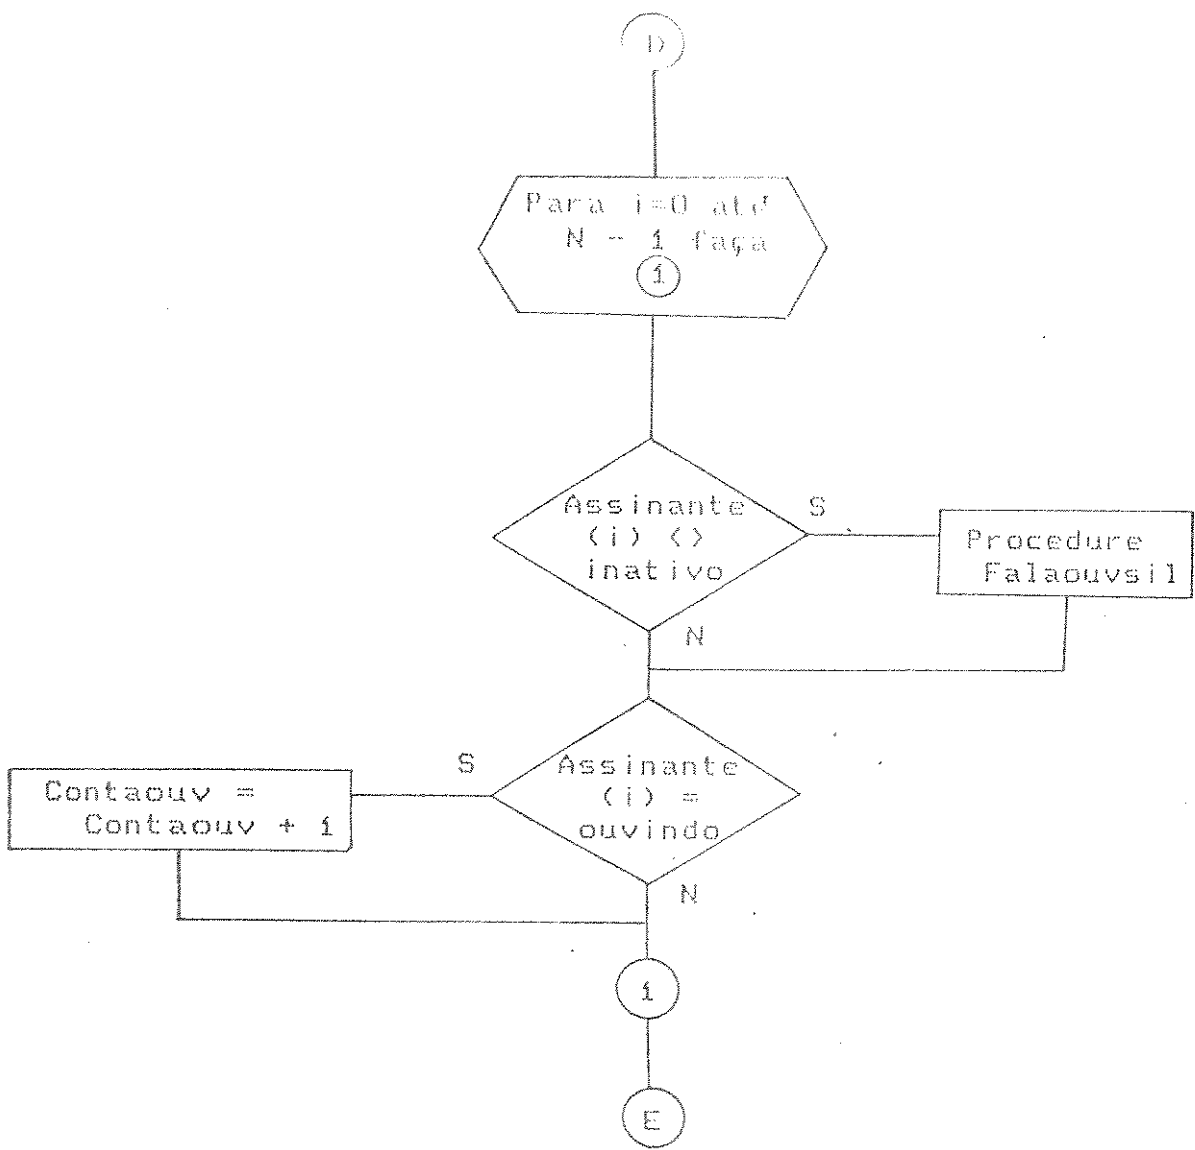 D
Para i=0 até
N - 1 faça
1
Assinante
(i) <>
inativo
S
Procedure
Falaouvsil
N
S
Assinante
(i) =
ouvindo
Contaouv =
Contaouv + 1
N
1
E